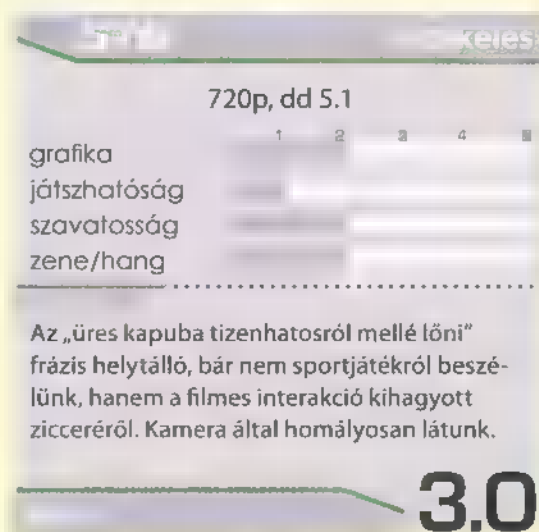 keles
720p, dd 5.1
1 2 3 4 5
grafika
játszhatóság
szavatosság
zene/hang
Az „üres kapuba tizenhatosról mellé lőni”
frázis helytálló, bár nem sportjátékról beszé-
lünk, hanem a filmes interakció kihagyott
zicceréről. Kamera által homályosan látunk.
3.0